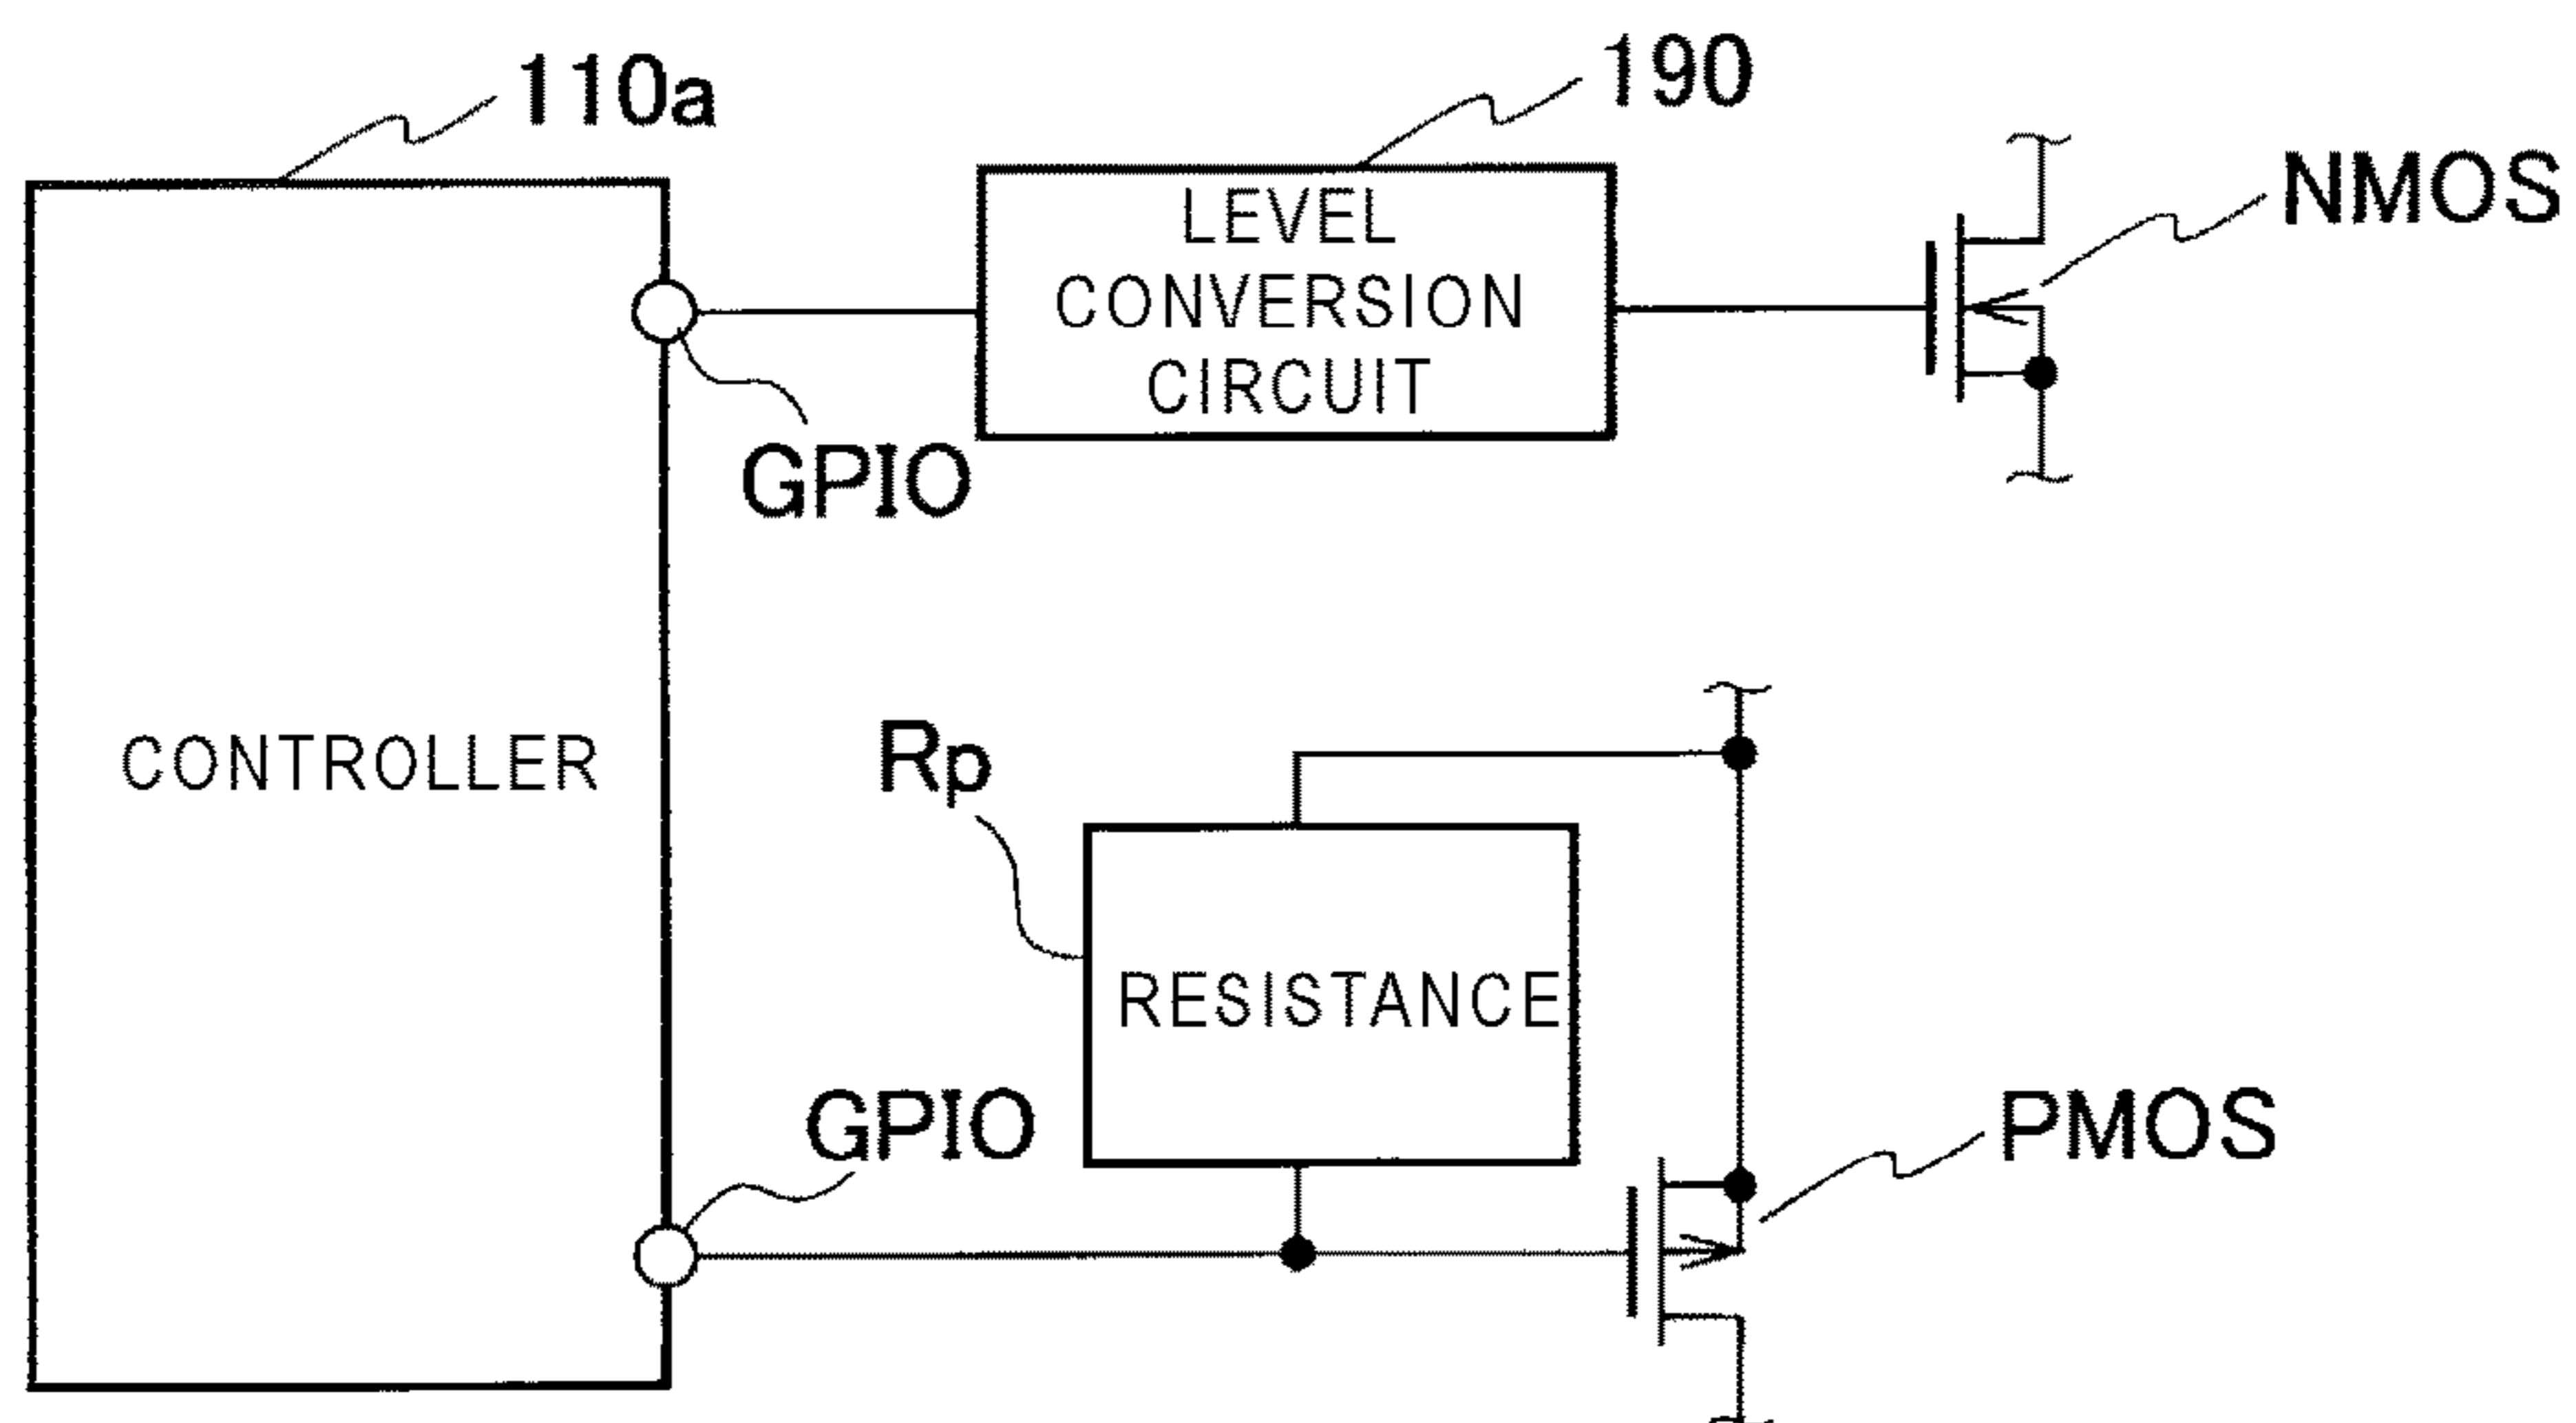 110a
190
NMOS
LEVEL
CONVERSION
CIRCUIT
GPIO
CONTROLLER
Rp
RESISTANCE
GPIO
PMOS